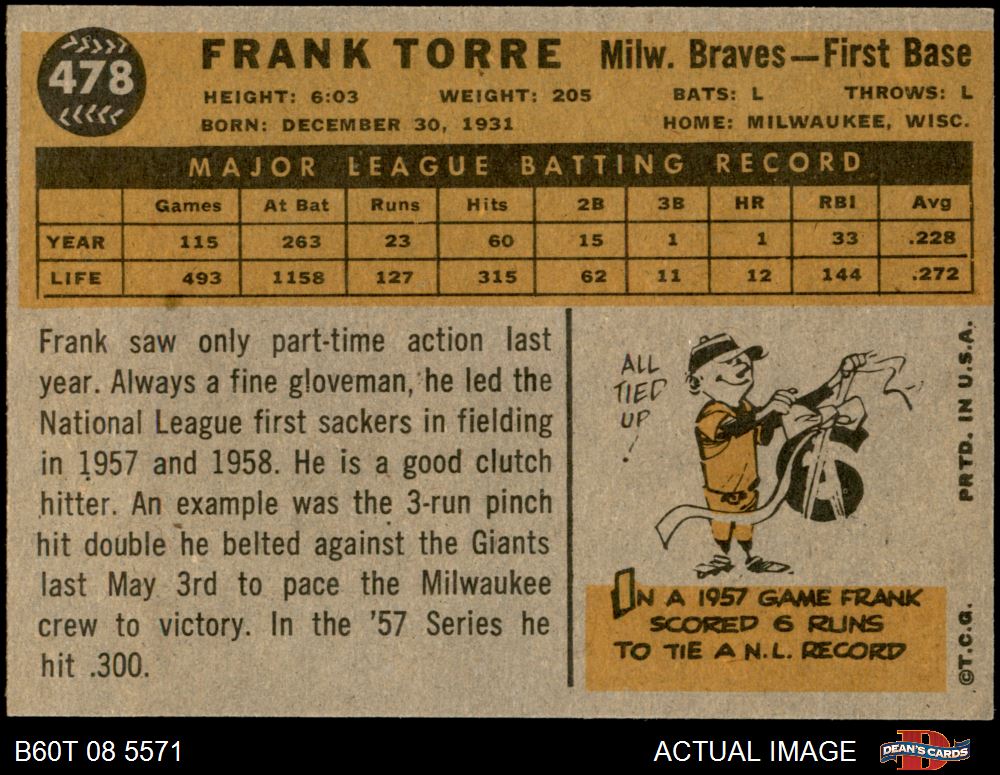 478
FRANK TORRE Milw. Braves—First Base
HEIGHT: 6:03 WEIGHT: 205 BATS: L THROWS: L
BORN: DECEMBER 30, 1931 HOME: MILWAUKEE, WISC.
MAJOR LEAGUE BATTING RECORD
Games At Bat Runs Hits 2B 3B HR RBI Avg
YEAR 115 263 23 60 15 1 1 33 .228
LIFE 493 1158 127 315 62 11 12 144 .272
Frank saw only part-time action last
year. Always a fine gloveman, he led the
National League first sackers in fielding
in 1957 and 1958. He is a good clutch
hitter. An example was the 3-run pinch
hit double he belted against the Giants
last May 3rd to pace the Milwaukee
crew to victory. In the '57 Series he
hit .300.
ALL
TIED
UP!
6
ON A 1957 GAME FRANK
SCORED 6 RUNS
TO TIE A N.L. RECORD
PRTD. IN U.S.A.
©T.C.G.
B60T 08 5571
ACTUAL IMAGE
DEAN'S CARDS